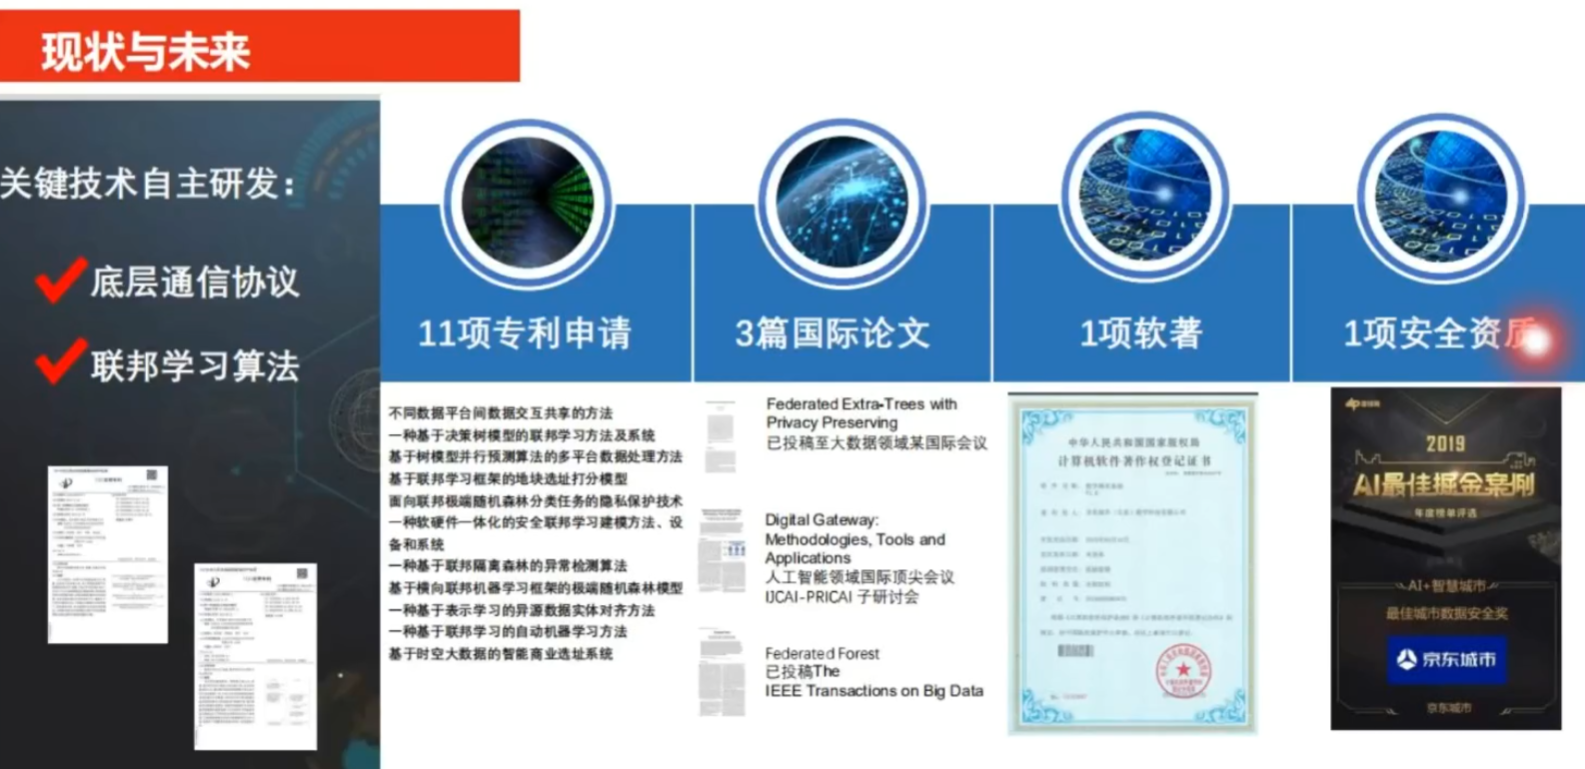 现状与未来
关键技术自主研发：
底层通信协议
联邦学习算法
11项专利申请
不同数据平台间数据交互共享的方法
一种基于决策树模型的联邦学习方法及系统
基于树模型并行预测算法的多平台数据处理方法
基于联邦学习框架的地块选址打分模型
面向联邦极端随机森林分类任务的隐私保护技术
一种软硬件一体化的安全联邦学习建模方法、设
备和系统
一种基于联邦隔离森林的异常检测算法
基于横向联邦机器学习框架的极端随机森林模型
一种基于表示学习的异源数据实体对齐方法
一种基于联邦学习的自动机器学习方法
基于时空大数据的智能商业选址系统
3篇国际论文
Federated Extra-Trees with
Privacy Preserving
已投稿至大数据领域某国际会议
Digital Gateway:
Methodologies, Tools and
Applications
人工智能领域国际顶尖会议
IJCAI-PRICAI 子研讨会
Federated Forest
已投稿The
IEEE Transactions on Big Data
1项软著
中华人民共和国国家版权局
计算机软件著作权登记证书
1项安全资质
2019
AI最佳掘金案例
年度榜单评选
AI+智慧城市
最佳城市数据安全奖
京东城市
京东城市